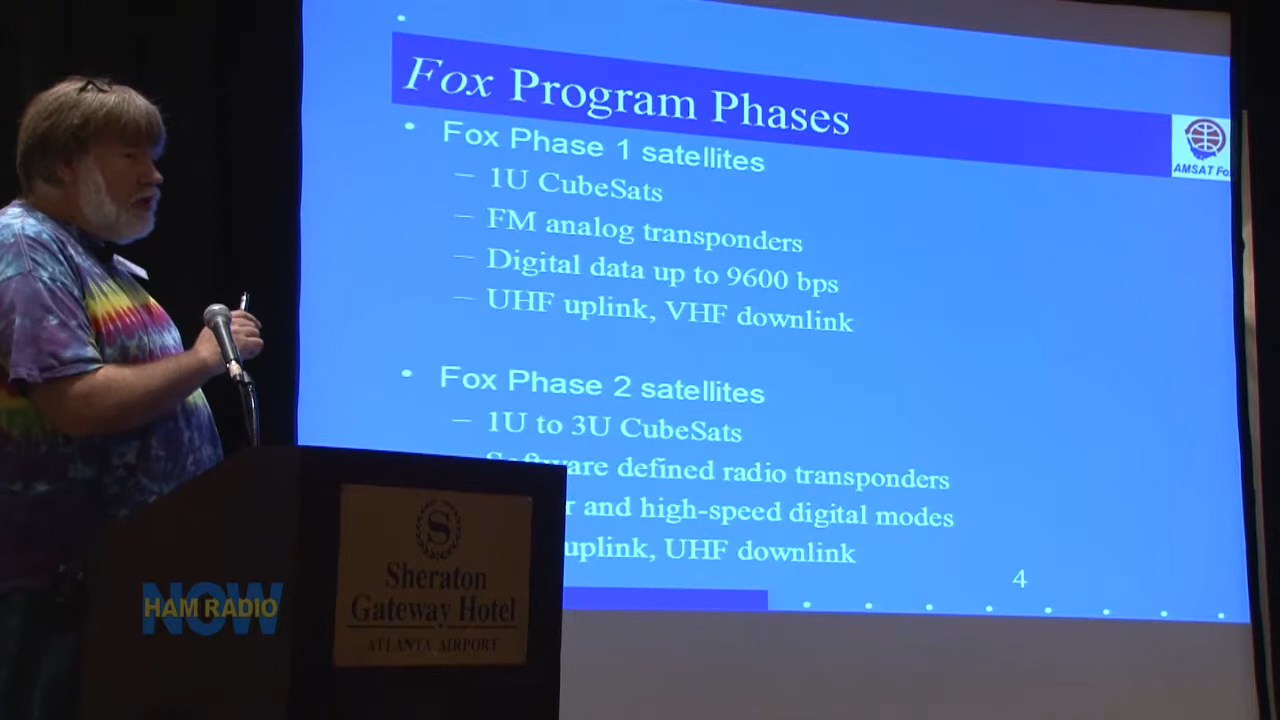 Fox Program Phases
AMSAT Fo
• Fox Phase 1 satellites
– 1U CubeSats
– FM analog transponders
– Digital data up to 9600 bps
– UHF uplink, VHF downlink
• Fox Phase 2 satellites
– 1U to 3U CubeSats
Software defined radio transponders
and high-speed digital modes
uplink, UHF downlink
4
S
Sheraton
Gateway Hotel
ATLANTA AIRPORT
NOW
HAM RADIO